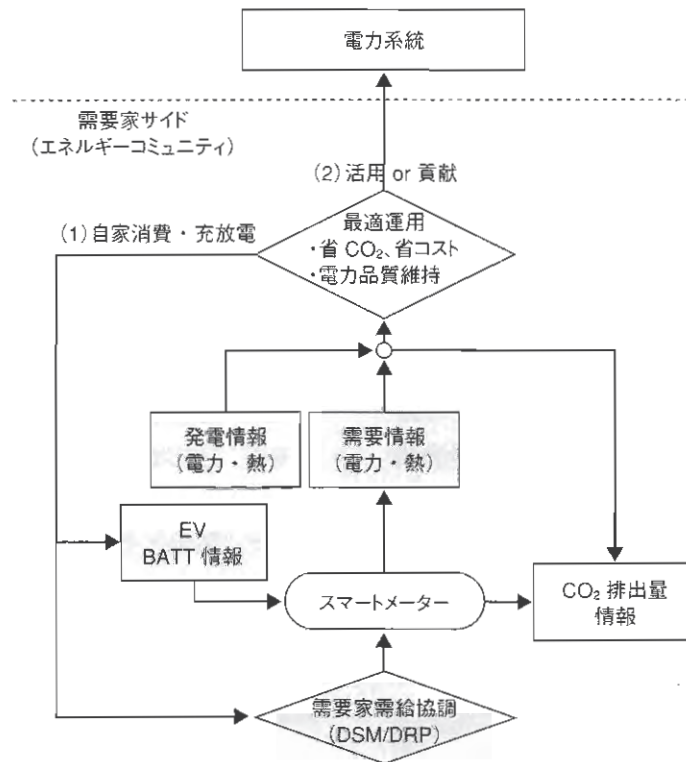 電力系統
需要家サイド
（エネルギーコミュニティ）
(2) 活用 or 貢献
(1) 自家消費・充放電
最適運用
・省 CO₂、省コスト
・電力品質維持
発電情報
(電力・熱)
需要情報
(電力・熱)
EV
BATT 情報
スマートメーター
CO₂ 排出量
情報
需要家需給協調
(DSM/DRP)